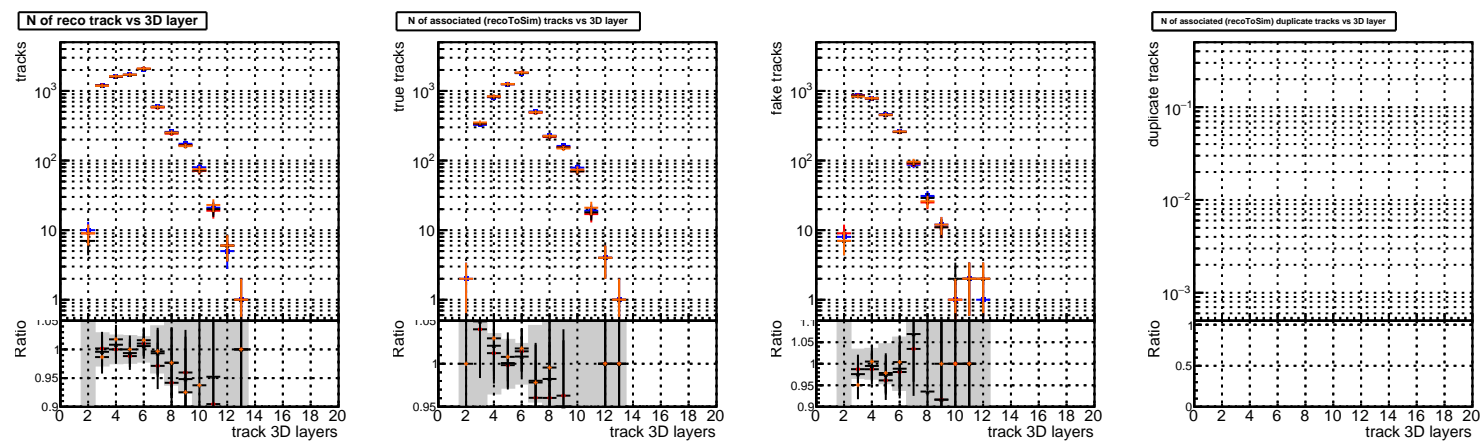 N of reco track vs 3D layer
tracks
10³
10²
10
1
Ratio
1.05
1
0.95
0.9
0 2 4 6 8 10 12 14 16 18 20
track 3D layers
N of associated (recoToSim) tracks vs 3D layer
true tracks
10³
10²
10
1
Ratio
1.05
1
0.95
0 2 4 6 8 10 12 14 16 18 20
track 3D layers
fake tracks
10³
10²
10
1
Ratio
1.1
1.05
1
0.95
0.9
0 2 4 6 8 10 12 14 16 18 20
track 3D layers
N of associated (recoToSim) duplicate tracks vs 3D layer
duplicate tracks
10⁻¹
10⁻²
10⁻³
Ratio
1
0.5
0
0 2 4 6 8 10 12 14 16 18 20
track 3D layers